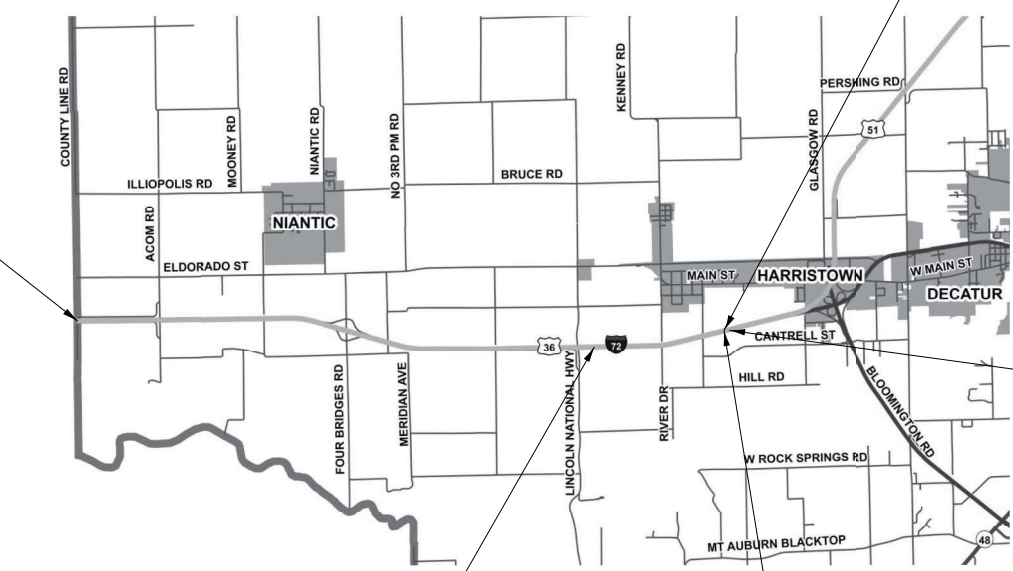 COUNTY LINE RD
KENNEY RD
PERSHING RD
51
MOONEY RD
NIANTIC RD
NO 3RD PM RD
GLASGOW RD
ILLIOPOLIS RD
BRUCE RD
ACOM RD
NIANTIC
ELDORADO ST
MAIN ST
HARRISTOWN
W MAIN ST
DECATUR
36
72
CANTRELL ST
FOUR BRIDGES RD
MERIDIAN AVE
LINCOLN NATIONAL HWY
RIVER DR
HILL RD
BLOOMINGTON RD
W ROCK SPRINGS RD
MT AUBURN BLACKTOP
48